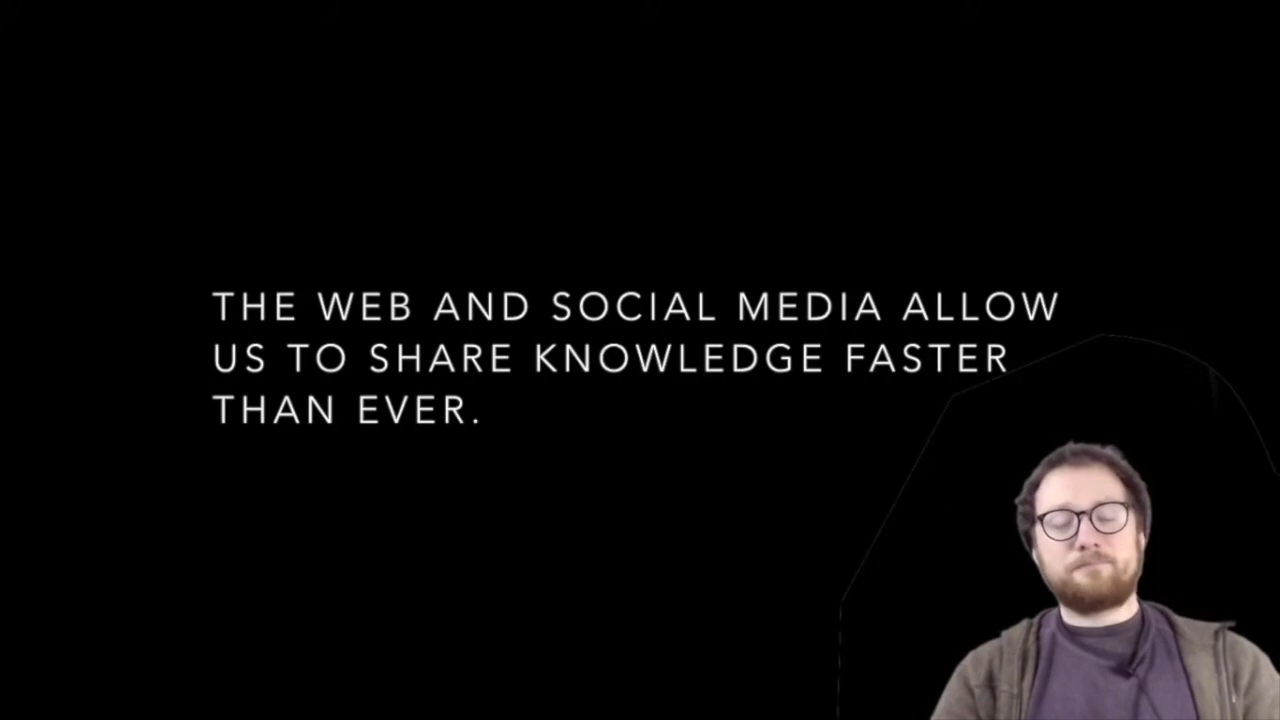 THE WEB AND SOCIAL MEDIA ALLOW
US TO SHARE KNOWLEDGE FASTER
THAN EVER.